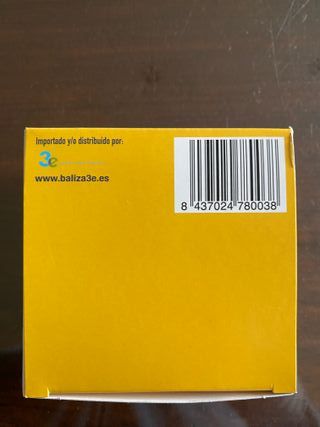 Importado y/o distribuido por:
3e
www.baliza3e.es
8 437024 780038